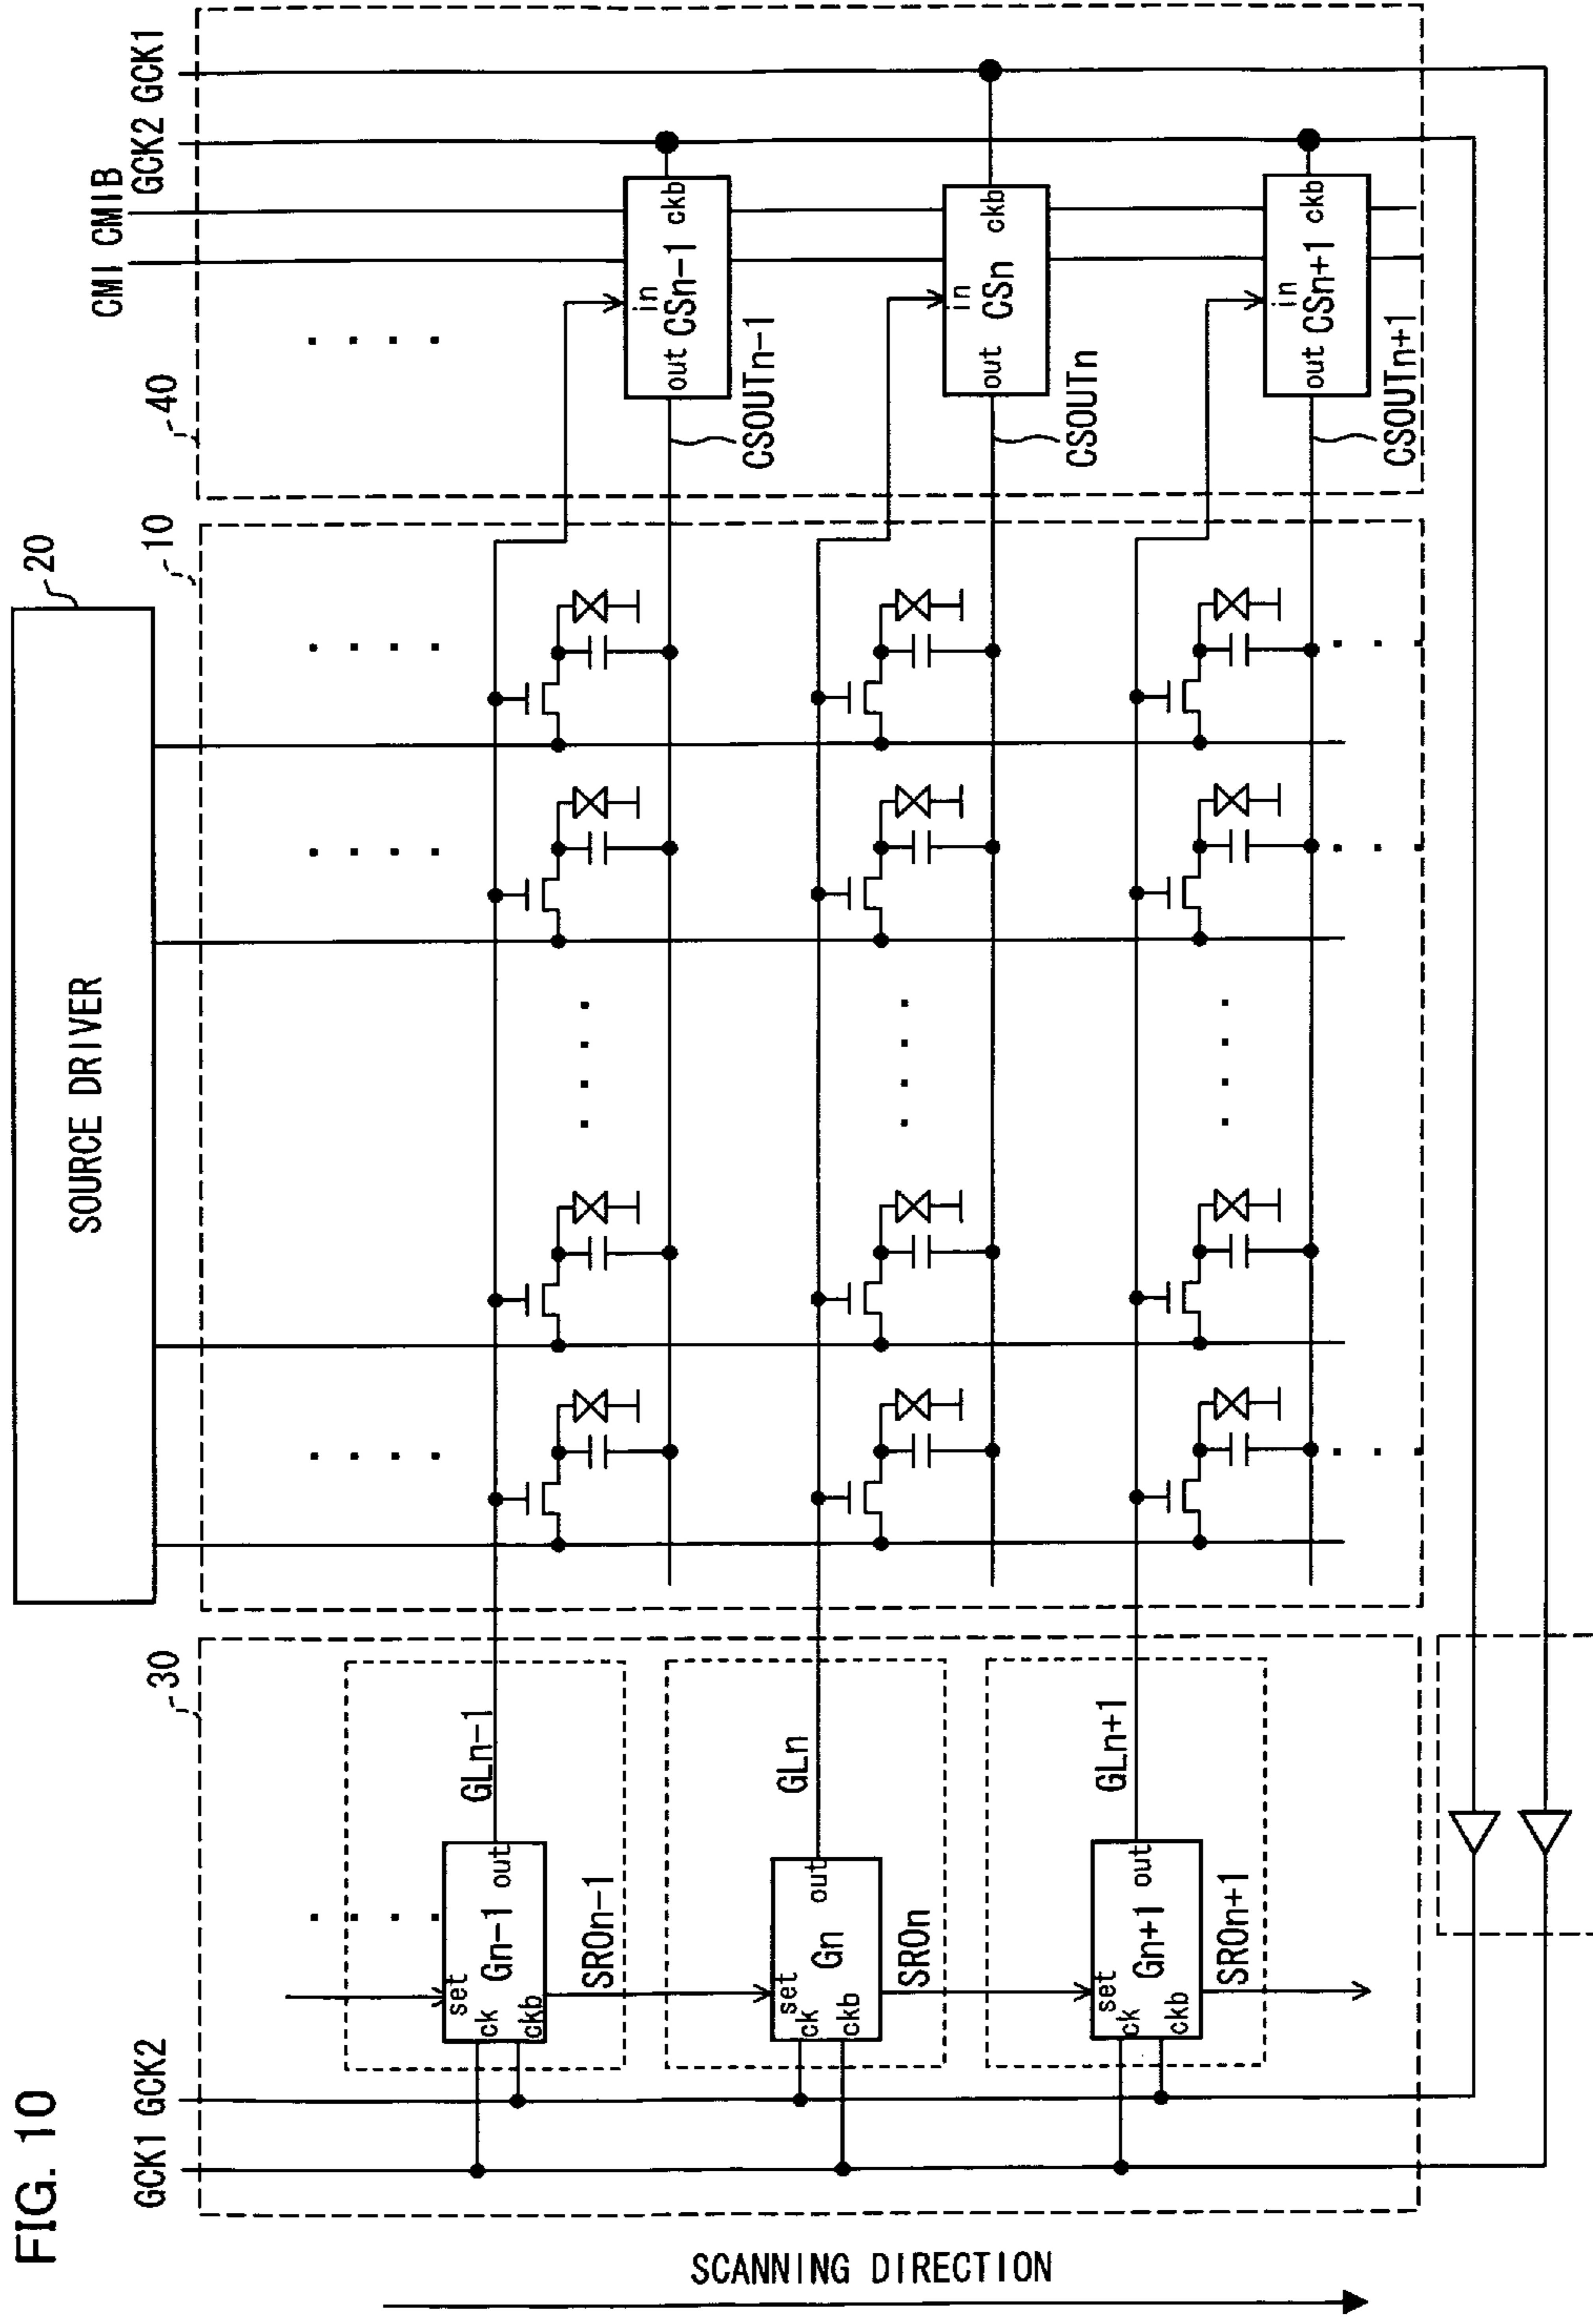 FIG. 10
SOURCE DRIVER
20
10
30
40
GCK1 GCK2
CMI CMIB
GCK2 GCK1
SCANNING DIRECTION
set
ck
ckb
Gn-1
out
GLn-1
SROn-1
in
out CSn-1 ckb
CSOUTn-1
set
ck
ckb
Gn
out
GLn
SROn
in
out CSn ckb
CSOUTn
set
ck
ckb
Gn+1
out
GLn+1
SROn+1
in
out CSn+1 ckb
CSOUTn+1